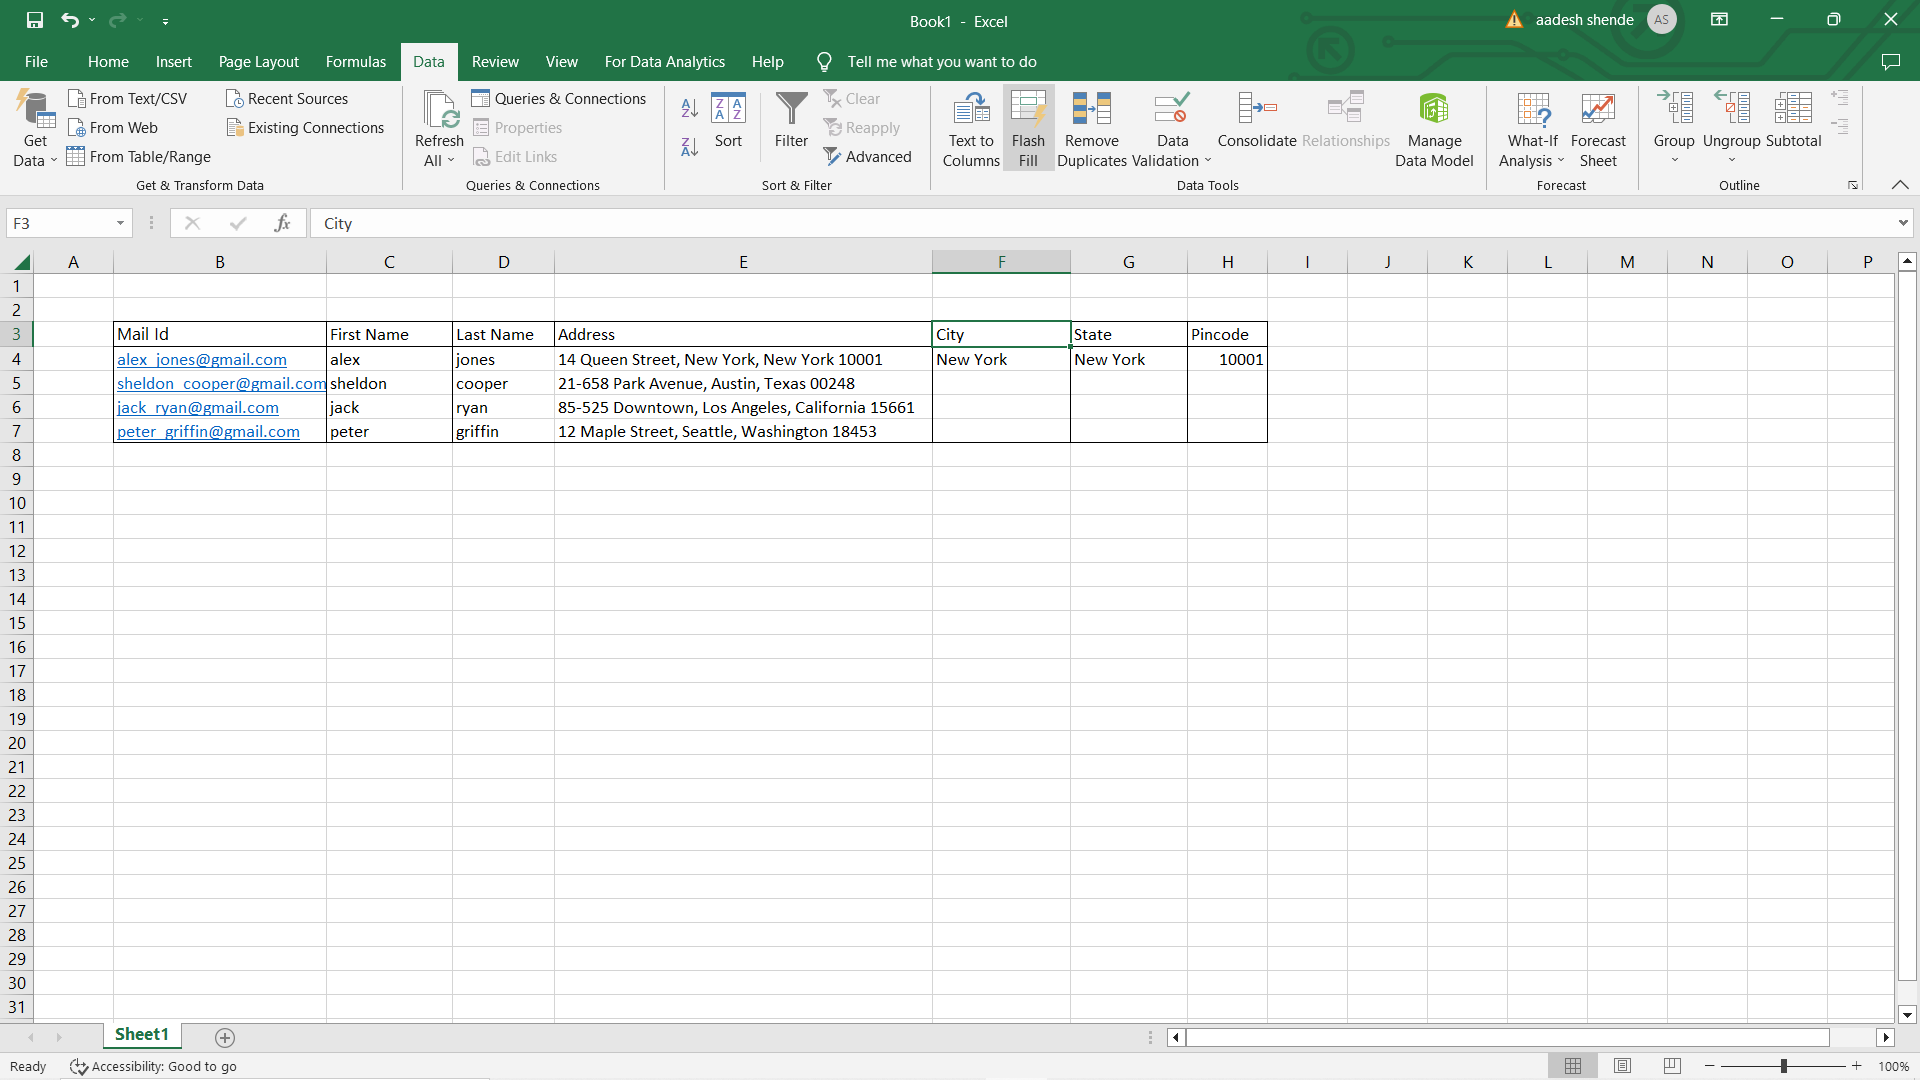 Book1 - Excel
aadesh shende AS
File Home Insert Page Layout Formulas Data Review View For Data Analytics Help Tell me what you want to do
Get Data
From Text/CSV
From Web
From Table/Range
Recent Sources
Existing Connections
Get & Transform Data
Refresh All
Queries & Connections
Properties
Edit Links
Queries & Connections
Sort
Filter
Clear
Reapply
Advanced
Sort & Filter
Text to Columns
Flash Fill
Remove Duplicates
Data Validation
Consolidate
Relationships
Manage Data Model
Data Tools
What-If Analysis
Forecast Sheet
Forecast
Group
Ungroup
Subtotal
Outline
F3 fx City
A B C D E F G H I J K L M N O P
1
2
3 Mail Id First Name Last Name Address City State Pincode
4 alex_jones@gmail.com alex jones 14 Queen Street, New York, New York 10001 New York New York 10001
5 sheldon_cooper@gmail.com sheldon cooper 21-658 Park Avenue, Austin, Texas 00248
6 jack_ryan@gmail.com jack ryan 85-525 Downtown, Los Angeles, California 15661
7 peter_griffin@gmail.com peter griffin 12 Maple Street, Seattle, Washington 18453
8
9
10
11
12
13
14
15
16
17
18
19
20
21
22
23
24
25
26
27
28
29
30
31
Sheet1
Ready Accessibility: Good to go 100%